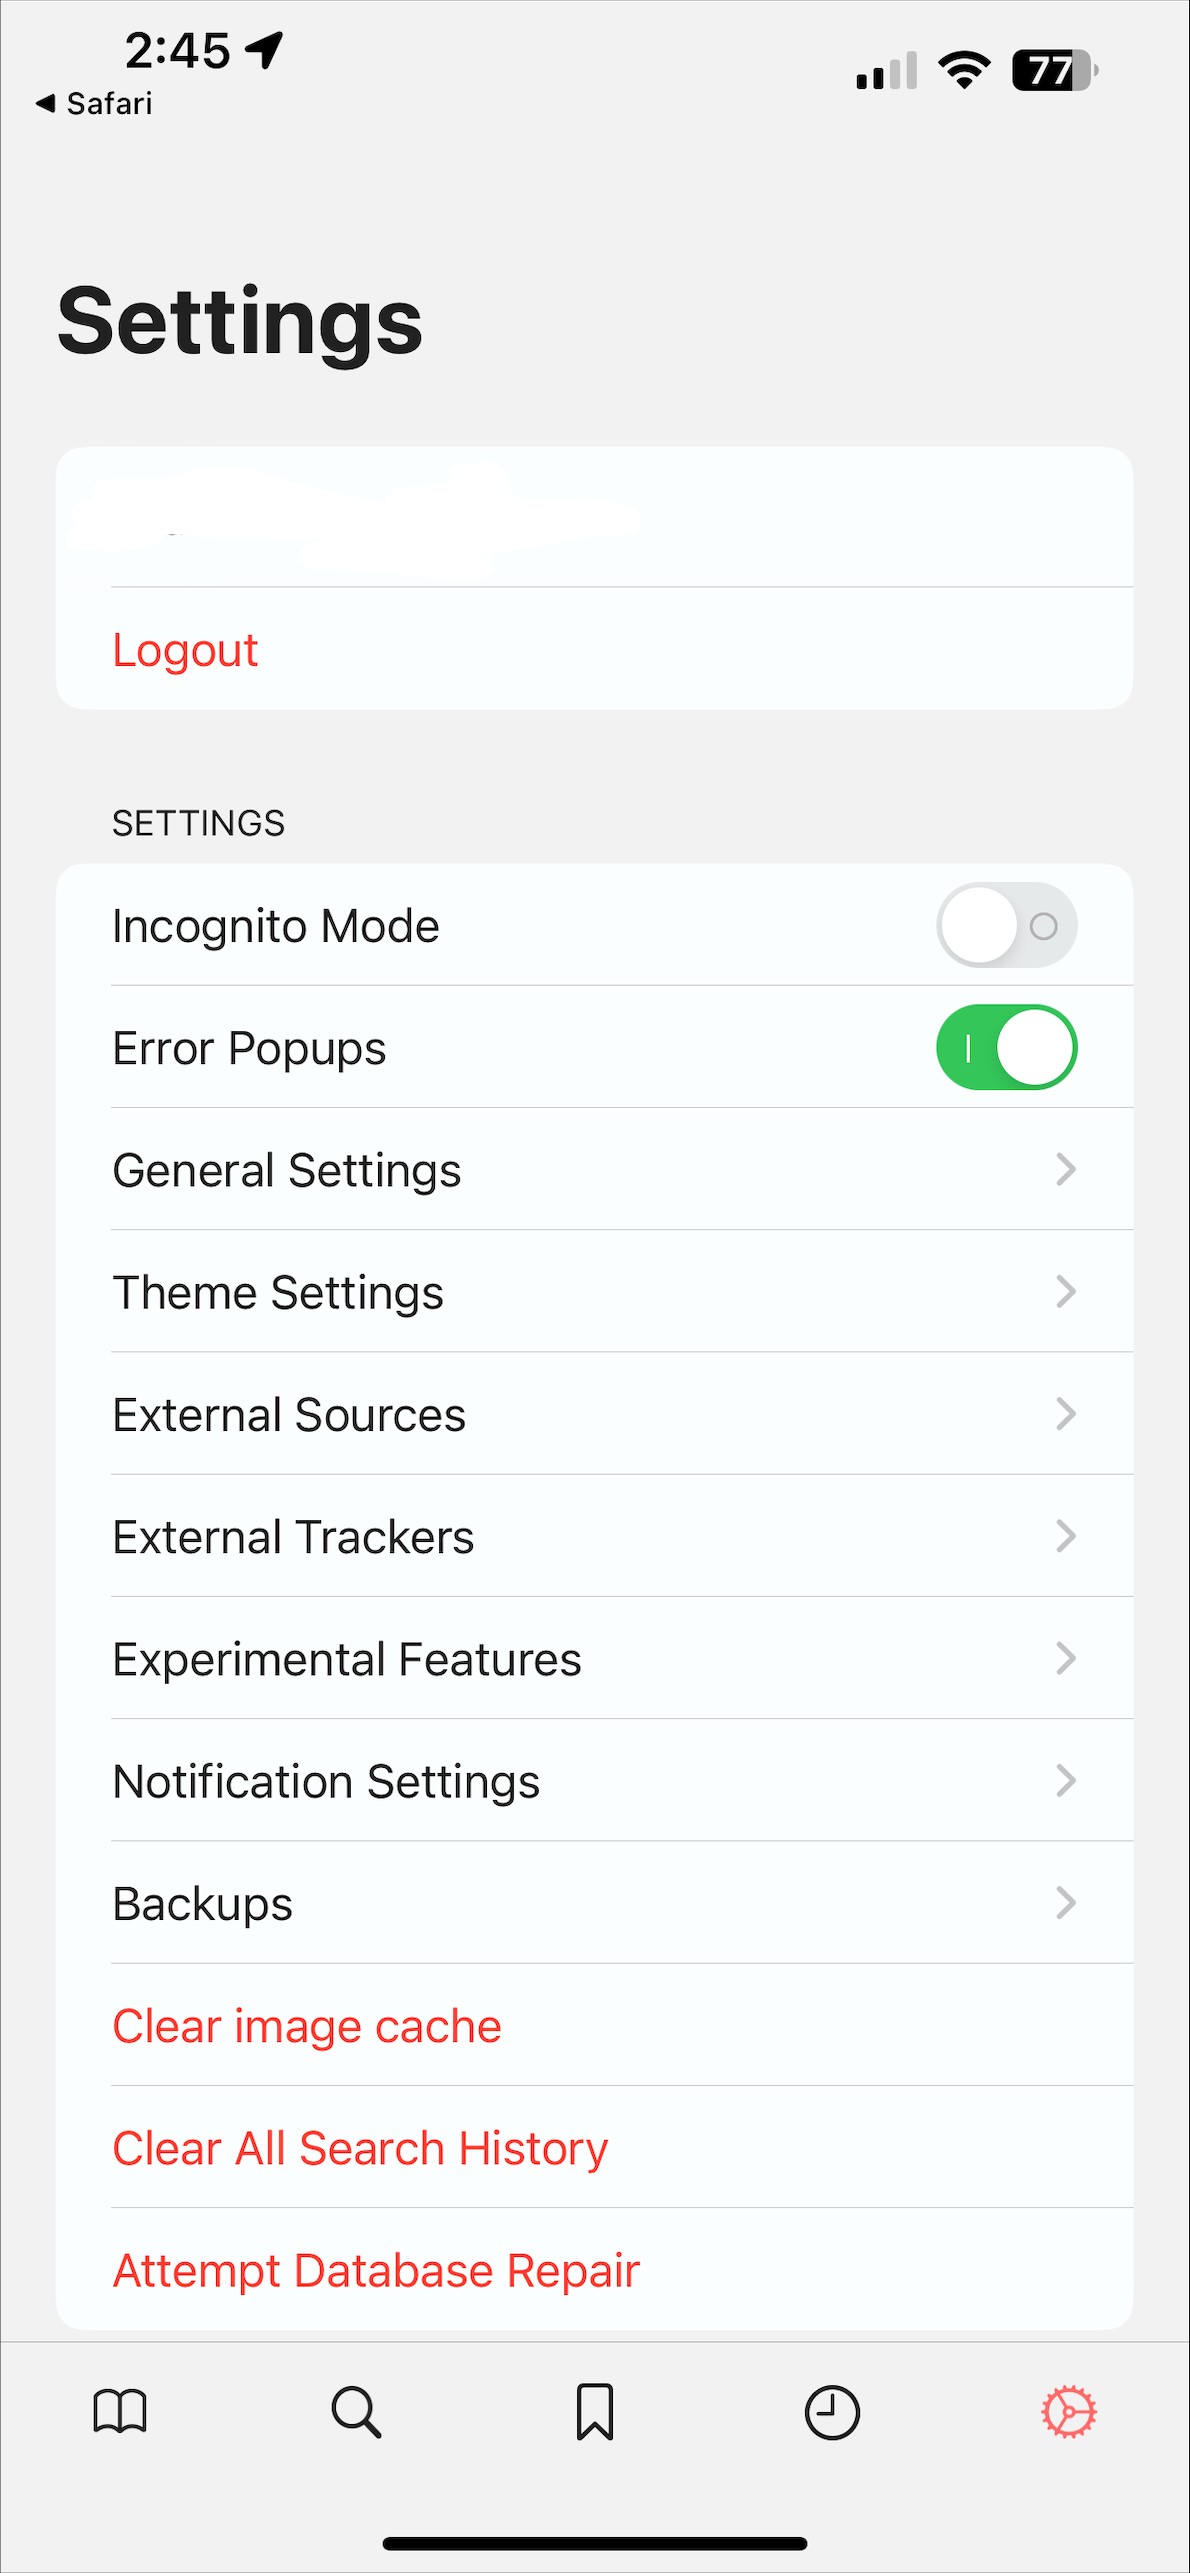 2:45
Safari
77
Settings
Logout
SETTINGS
Incognito Mode
Error Popups
General Settings
Theme Settings
External Sources
External Trackers
Experimental Features
Notification Settings
Backups
Clear image cache
Clear All Search History
Attempt Database Repair